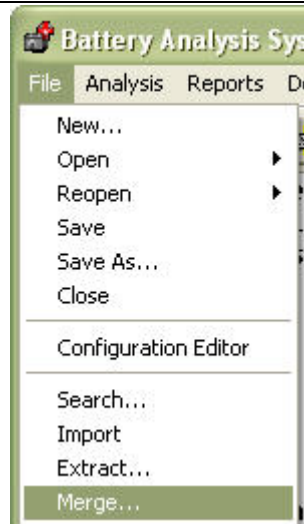 Battery Analysis Sys
File Analysis Reports D
New...
Open
Reopen
Save
Save As...
Close
Configuration Editor
Search...
Import
Extract...
Merge...